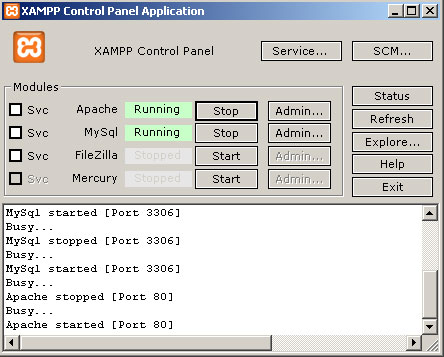 XAMPP Control Panel Application
XAMPP Control Panel
Service...
SCM...
Modules
Svc Apache Running Stop Admin...
Svc MySql Running Stop Admin...
Svc FileZilla Stopped Start Admin...
Svc Mercury Stopped Start Admin...
Status
Refresh
Explore...
Help
Exit
MySql started [Port 3306]
Busy...
MySql stopped [Port 3306]
Busy...
MySql started [Port 3306]
Busy...
Apache stopped [Port 80]
Busy...
Apache started [Port 80]